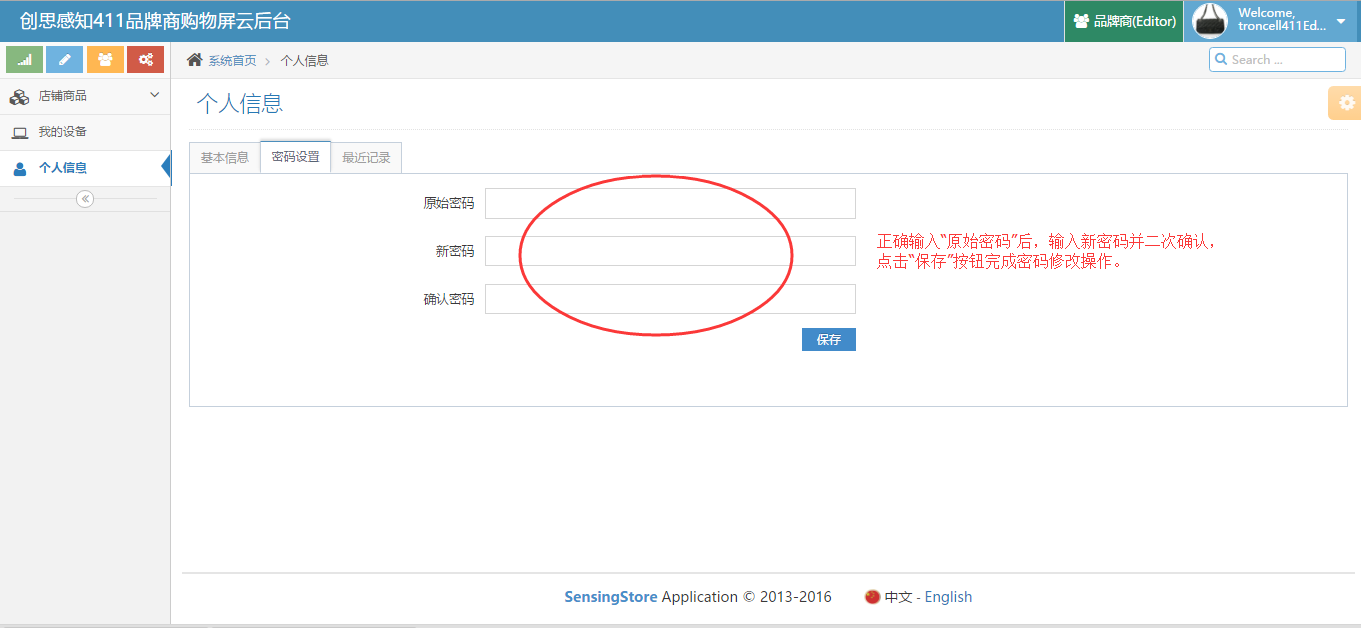 创思感知411品牌商购物屏云后台
品牌商(Editor)
Welcome,
troncell411Ed...
系统首页 > 个人信息
Search ...
店铺商品
我的设备
个人信息
个人信息
基本信息 密码设置 最近记录
原始密码
新密码
确认密码
保存
正确输入“原始密码”后，输入新密码并二次确认，
点击“保存”按钮完成密码修改操作。
SensingStore Application © 2013-2016 中文 - English